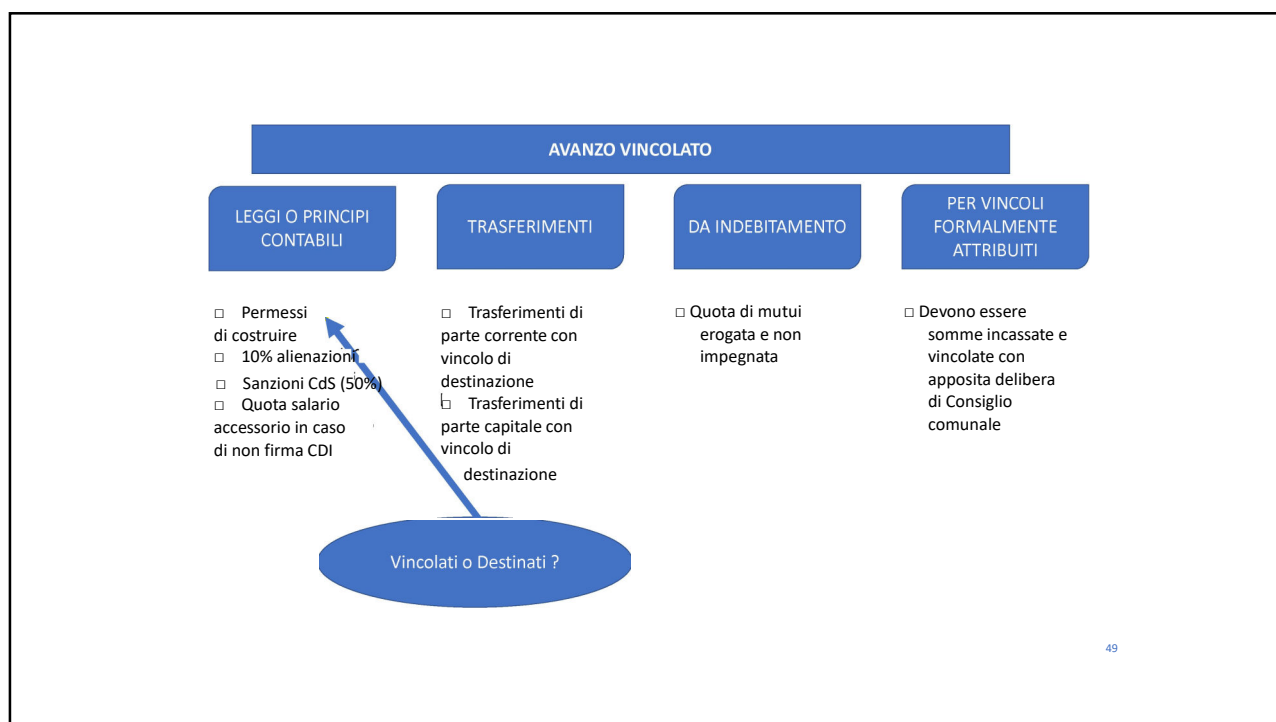 AVANZO VINCOLATO
LEGGI O PRINCIPI
CONTABILI
TRASFERIMENTI
DA INDEBITAMENTO
PER VINCOLI
FORMALMENTE
ATTRIBUITI
□ Permessi
di costruire
□ 10% alienazioni
□ Sanzioni CdS (50%)
□ Quota salario
accessorio in caso
di non firma CDI
□ Trasferimenti di
parte corrente con
vincolo di
destinazione
□ Trasferimenti di
parte capitale con
vincolo di
destinazione
□ Quota di mutui
erogata e non
impegnata
□ Devono essere
somme incassate e
vincolate con
apposita delibera
di Consiglio
comunale
Vincolati o Destinati ?
49